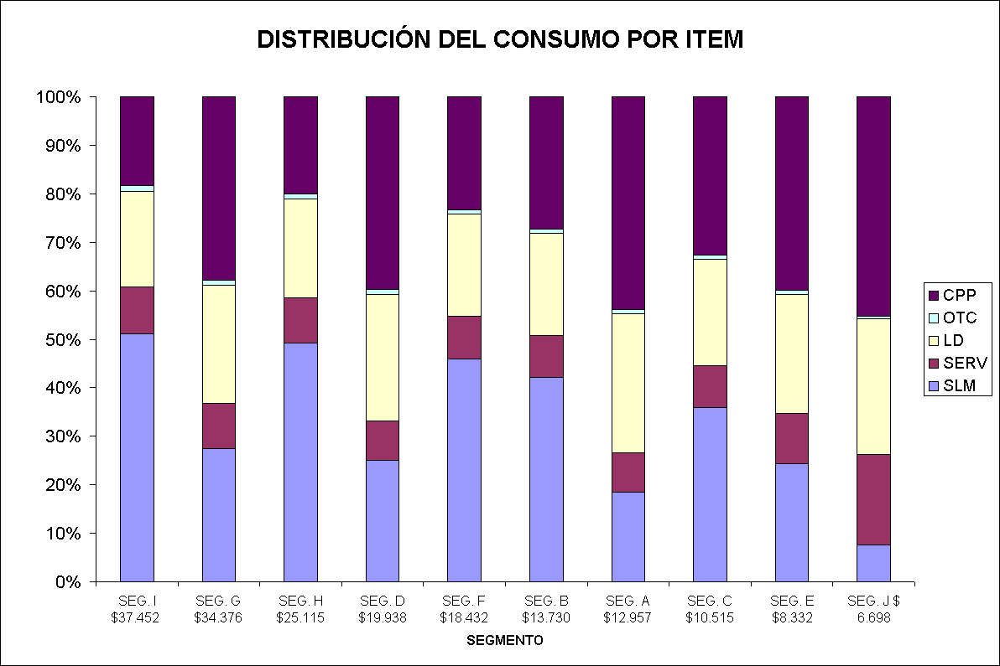 DISTRIBUCIÓN DEL CONSUMO POR ITEM
100%
90%
80%
70%
60%
50%
40%
30%
20%
10%
0%
CPP
OTC
LD
SERV
SLM
SEG. I SEG. G SEG. H SEG. D SEG. F SEG. B SEG. A SEG. C SEG. E SEG. J $
$37.452 $34.376 $25.115 $19.938 $18.432 $13.730 $12.957 $10.515 $8.332 6.698
SEGMENTO